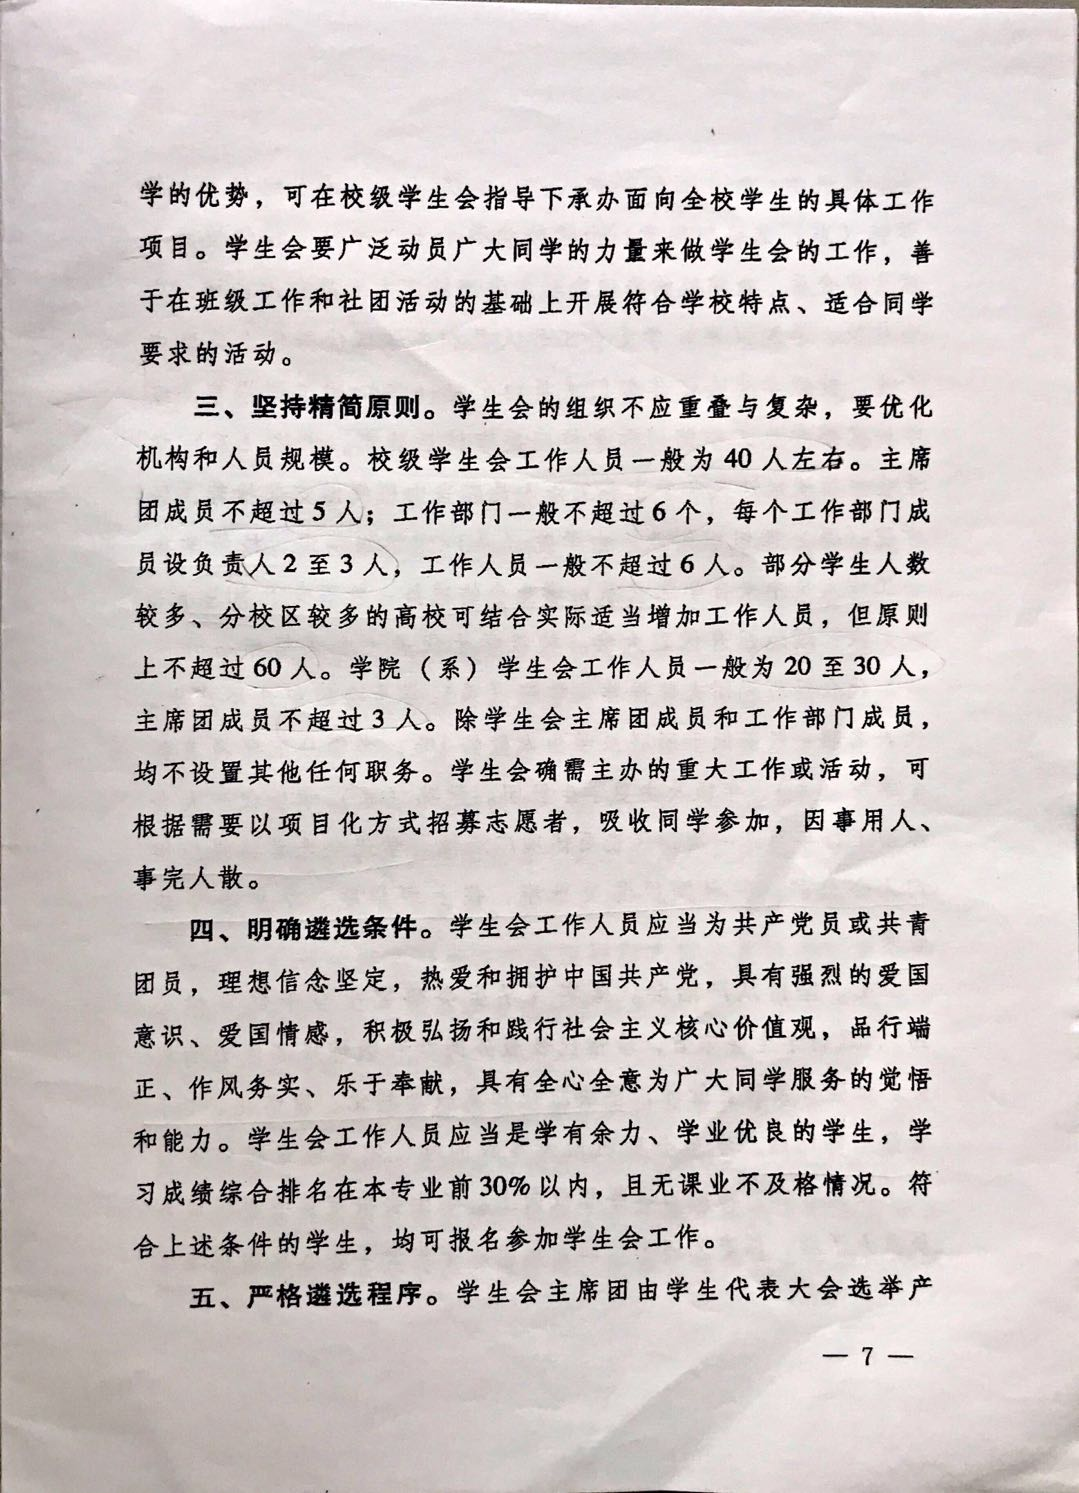 学的优势，可在校级学生会指导下承办面向全校学生的具体工作
项目。学生会要广泛动员广大同学的力量来做学生会的工作，善
于在班级工作和社团活动的基础上开展符合学校特点、适合同学
要求的活动。
三、坚持精简原则。学生会的组织不应重叠与复杂，要优化
机构和人员规模。校级学生会工作人员一般为40人左右。主席
团成员不超过5人；工作部门一般不超过6个，每个工作部门成
员设负责人2至3人，工作人员一般不超过6人。部分学生人数
较多、分校区较多的高校可结合实际适当增加工作人员，但原则
上不超过60人。学院（系）学生会工作人员一般为20至30人，
主席团成员不超过3人。除学生会主席团成员和工作部门成员，
均不设置其他任何职务。学生会确需主办的重大工作或活动，可
根据需要以项目化方式招募志愿者，吸收同学参加，因事用人、
事完人散。
四、明确遴选条件。学生会工作人员应当为共产党员或共青
团员，理想信念坚定，热爱和拥护中国共产党，具有强烈的爱国
意识、爱国情感，积极弘扬和践行社会主义核心价值观，品行端
正、作风务实、乐于奉献，具有全心全意为广大同学服务的觉悟
和能力。学生会工作人员应当是学有余力、学业优良的学生，学
习成绩综合排名在本专业前30%以内，且无课业不及格情况。符
合上述条件的学生，均可报名参加学生会工作。
五、严格遴选程序。学生会主席团由学生代表大会选举产
— 7 —